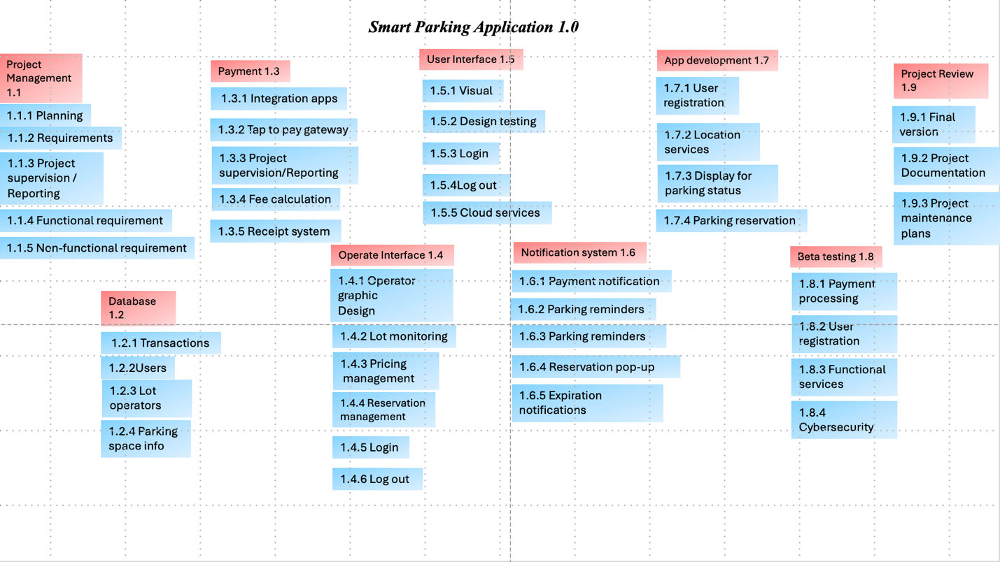 Smart Parking Application 1.0
Project
Management
1.1
1.1.1 Planning
1.1.2 Requirements
1.1.3 Project
supervision /
Reporting
1.1.4 Functional requirement
1.1.5 Non-functional requirement
Database
1.2
1.2.1 Transactions
1.2.2Users
1.2.3 Lot
operators
1.2.4 Parking
space info
Payment 1.3
1.3.1 Integration apps
1.3.2 Tap to pay gateway
1.3.3 Project
supervision/Reporting
1.3.4 Fee calculation
1.3.5 Receipt system
Operate Interface 1.4
1.4.1 Operator
graphic
Design
1.4.2 Lot monitoring
1.4.3 Pricing
management
1.4.4 Reservation
management
1.4.5 Login
1.4.6 Log out
User Interface 1.5
1.5.1 Visual
1.5.2 Design testing
1.5.3 Login
1.5.4Log out
1.5.5 Cloud services
Notification system 1.6
1.6.1 Payment notification
1.6.2 Parking reminders
1.6.3 Parking reminders
1.6.4 Reservation pop-up
1.6.5 Expiration
notifications
App development 1.7
1.7.1 User
registration
1.7.2 Location
services
1.7.3 Display for
parking status
1.7.4 Parking reservation
Beta testing 1.8
1.8.1 Payment
processing
1.8.2 User
registration
1.8.3 Functional
services
1.8.4
Cybersecurity
Project Review
1.9
1.9.1 Final
version
1.9.2 Project
Documentation
1.9.3 Project
maintenance
plans